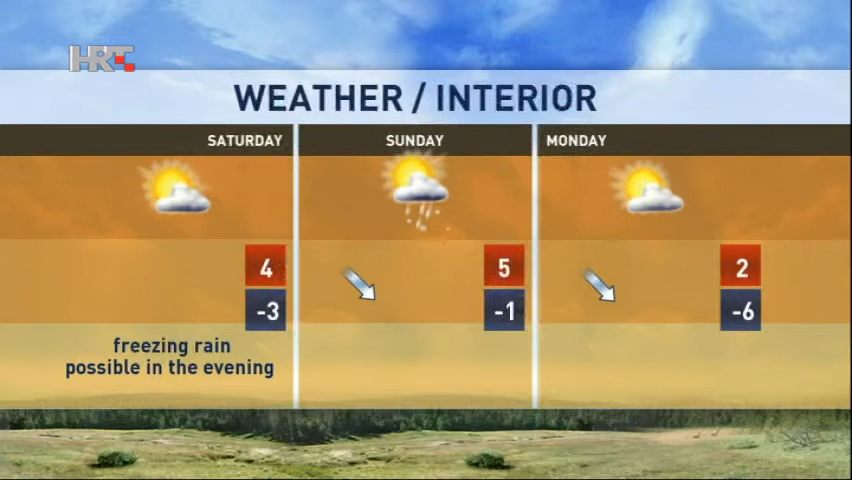 HRT
WEATHER / INTERIOR
SATURDAY
SUNDAY
MONDAY
4
5
2
-3
-1
-6
freezing rain
possible in the evening